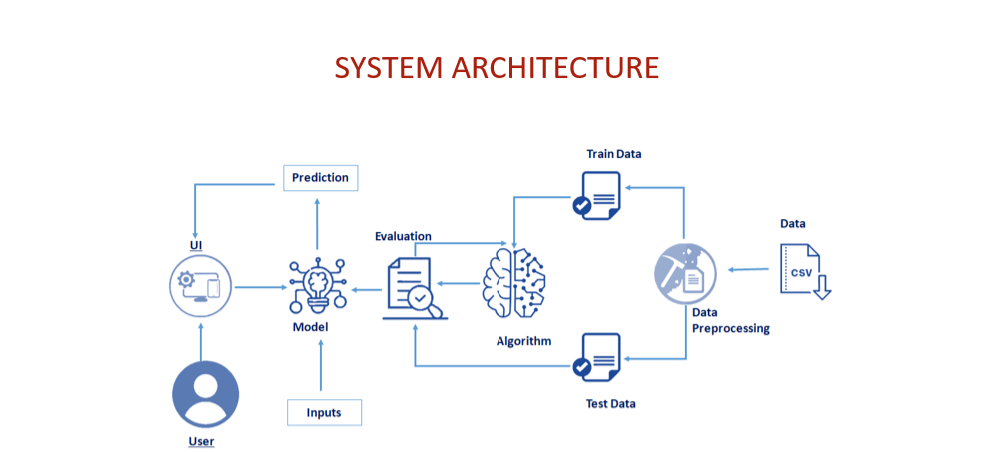 SYSTEM ARCHITECTURE
Train Data
Prediction
Data
Evaluation
UI
CSV
Data
Preprocessing
Model
Algorithm
Inputs
Test Data
User